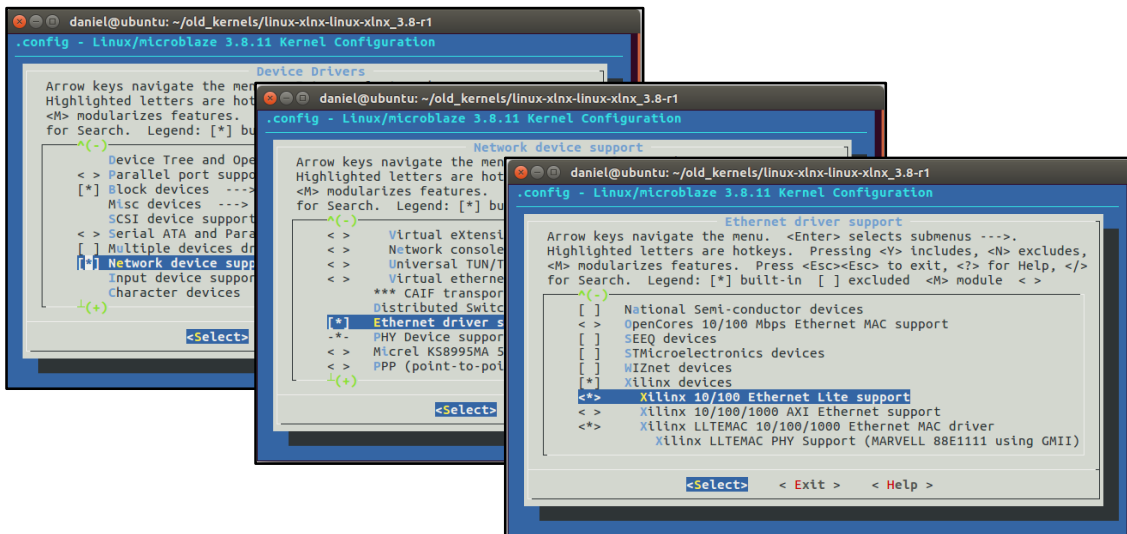 daniel@ubuntu: ~/old_kernels/linux-xlnx-linux-xlnx_3.8-r1
.config - Linux/microblaze 3.8.11 Kernel Configuration
Device Drivers
Arrow keys navigate the men
Highlighted letters are hot
<M> modularizes features.
for Search. Legend: [*] bu
^(-)
Device Tree and Ope
< > Parallel port suppo
[*] Block devices --->
Misc devices --->
SCSI device support
< > Serial ATA and Para
[ ] Multiple devices dr
[*] Network device supp
Input device suppor
Character devices
┴(+)
<Select>
daniel@ubuntu: ~/old_kernels/linux-xlnx-linux-xlnx_3.8-r1
.config - Linux/microblaze 3.8.11 Kernel Configuration
Network device support
Arrow keys navigate the men
Highlighted letters are hot
<M> modularizes features.
for Search. Legend: [*] bu
^(-)
< > Virtual eXtensi
< > Network console
< > Universal TUN/T
< > Virtual etherne
*** CAIF transpor
Distributed Switc
[*] Ethernet driver s
-*- PHY Device suppor
< > Micrel KS8995MA 5
< > PPP (point-to-poi
┴(+)
<Select>
daniel@ubuntu: ~/old_kernels/linux-xlnx-linux-xlnx_3.8-r1
.config - Linux/microblaze 3.8.11 Kernel Configuration
Ethernet driver support
Arrow keys navigate the menu. <Enter> selects submenus --->.
Highlighted letters are hotkeys. Pressing <Y> includes, <N> excludes,
<M> modularizes features. Press <Esc><Esc> to exit, <?> for Help, </>
for Search. Legend: [*] built-in [ ] excluded <M> module < >
^(-)
[ ] National Semi-conductor devices
< > OpenCores 10/100 Mbps Ethernet MAC support
[ ] SEEQ devices
[ ] STMicroelectronics devices
[ ] WIZnet devices
[*] Xilinx devices
<*> Xilinx 10/100 Ethernet Lite support
< > Xilinx 10/100/1000 AXI Ethernet support
<*> Xilinx LLTEMAC 10/100/1000 Ethernet MAC driver
Xilinx LLTEMAC PHY Support (MARVELL 88E1111 using GMII)
<Select> < Exit > < Help >